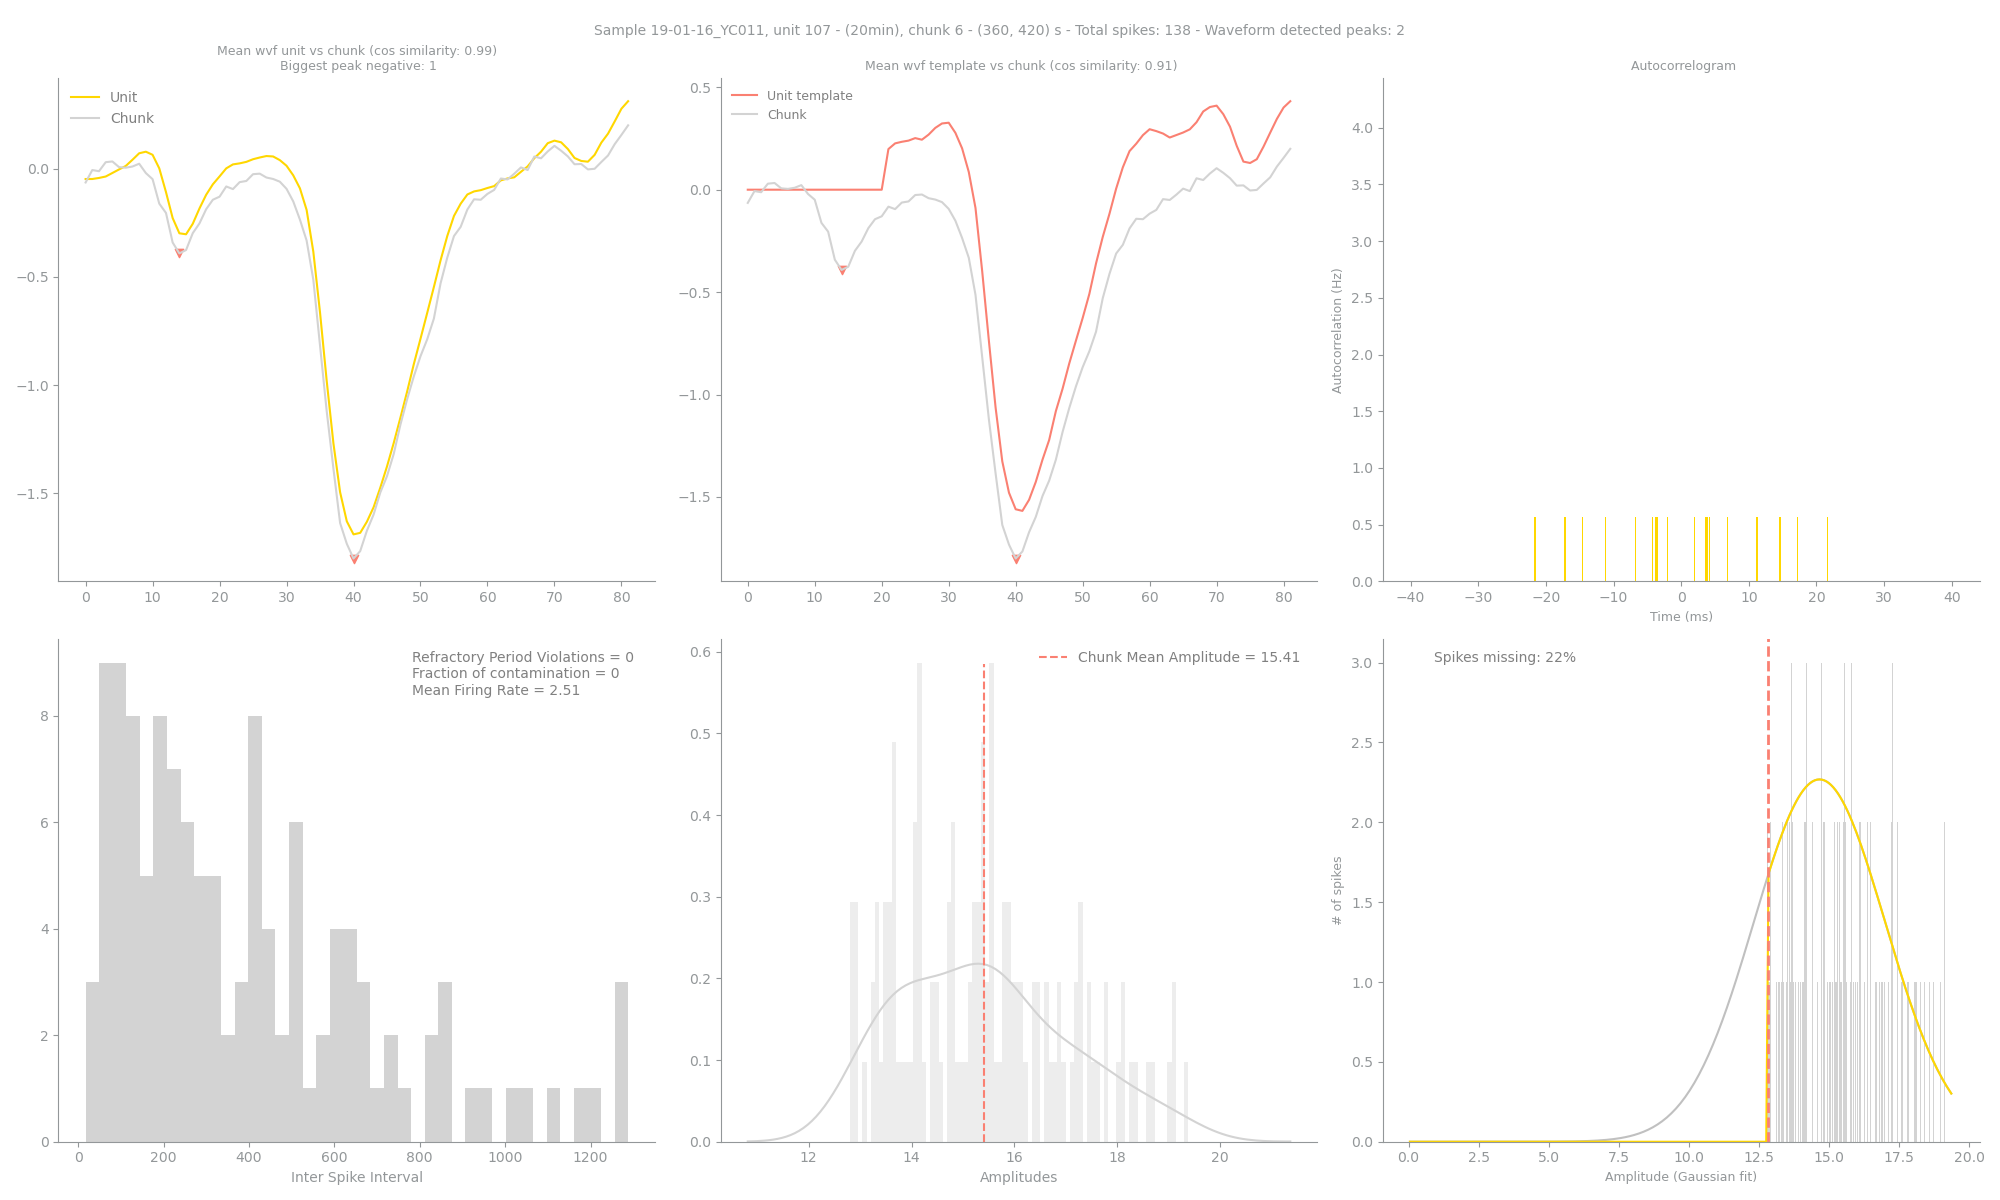 Sample 19-01-16_YC011, unit 107 - (20min), chunk 6 - (360, 420) s - Total spikes: 138 - Waveform detected peaks: 2
Mean wvf unit vs chunk (cos similarity: 0.99)
Biggest peak negative: 1
Unit
Chunk
0.0
−0.5
−1.0
−1.5
0 10 20 30 40 50 60 70 80
Mean wvf template vs chunk (cos similarity: 0.91)
Unit template
Chunk
0.5
0.0
−0.5
−1.0
−1.5
0 10 20 30 40 50 60 70 80
Autocorrelogram
Autocorrelation (Hz)
4.0
3.5
3.0
2.5
2.0
1.5
1.0
0.5
0.0
−40 −30 −20 −10 0 10 20 30 40
Time (ms)
Refractory Period Violations = 0
Fraction of contamination = 0
Mean Firing Rate = 2.51
8
6
4
2
0
0 200 400 600 800 1000 1200
Inter Spike Interval
Chunk Mean Amplitude = 15.41
0.6
0.5
0.4
0.3
0.2
0.1
0.0
12 14 16 18 20
Amplitudes
Spikes missing: 22%
# of spikes
3.0
2.5
2.0
1.5
1.0
0.5
0.0
0.0 2.5 5.0 7.5 10.0 12.5 15.0 17.5 20.0
Amplitude (Gaussian fit)